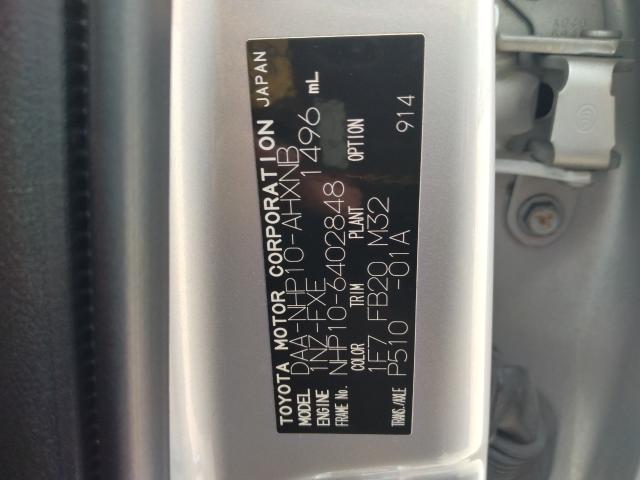 TOYOTA MOTOR CORPORATION JAPAN
MODEL DAA-NHP10-AHXNB
ENGINE 1NZ-FXE 1496 mL
FRAME No. NHP10-6402848
COLOR TRIM PLANT OPTION
1F7 FB20 M32 914
TRANS./AXLE P510 -01A